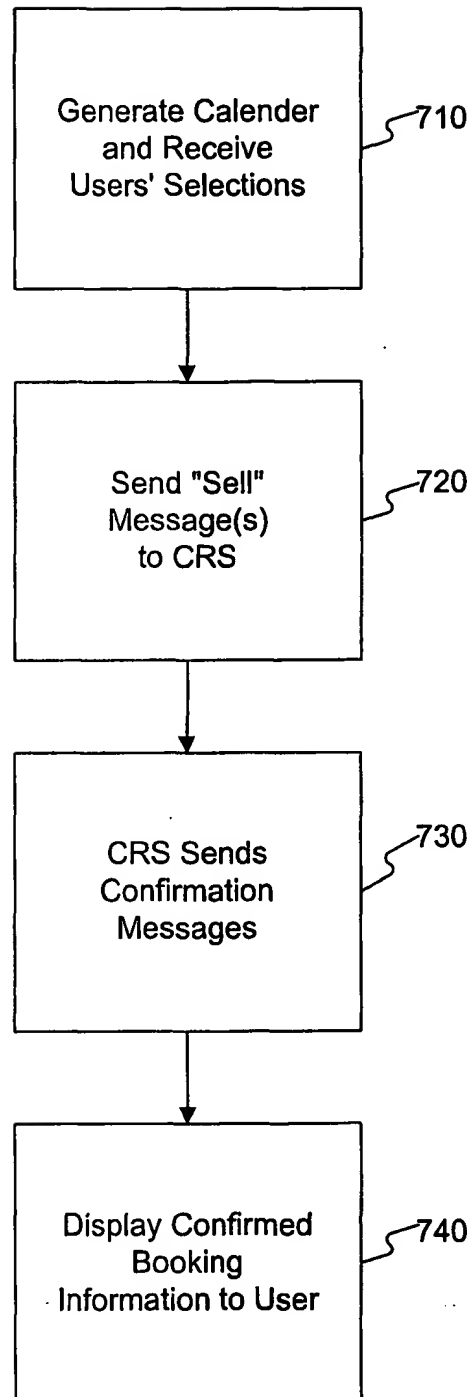 Generate Calender
and Receive
Users' Selections
710
Send "Sell"
Message(s)
to CRS
720
CRS Sends
Confirmation
Messages
730
Display Confirmed
Booking
Information to User
740